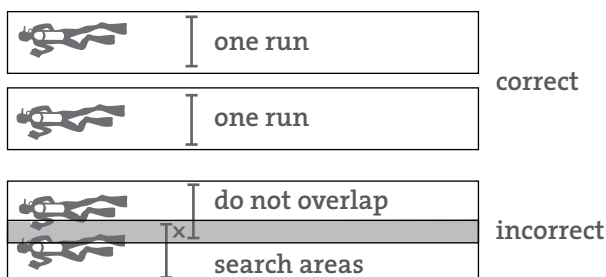 one run
correct
one run
do not overlap
x
incorrect
search areas